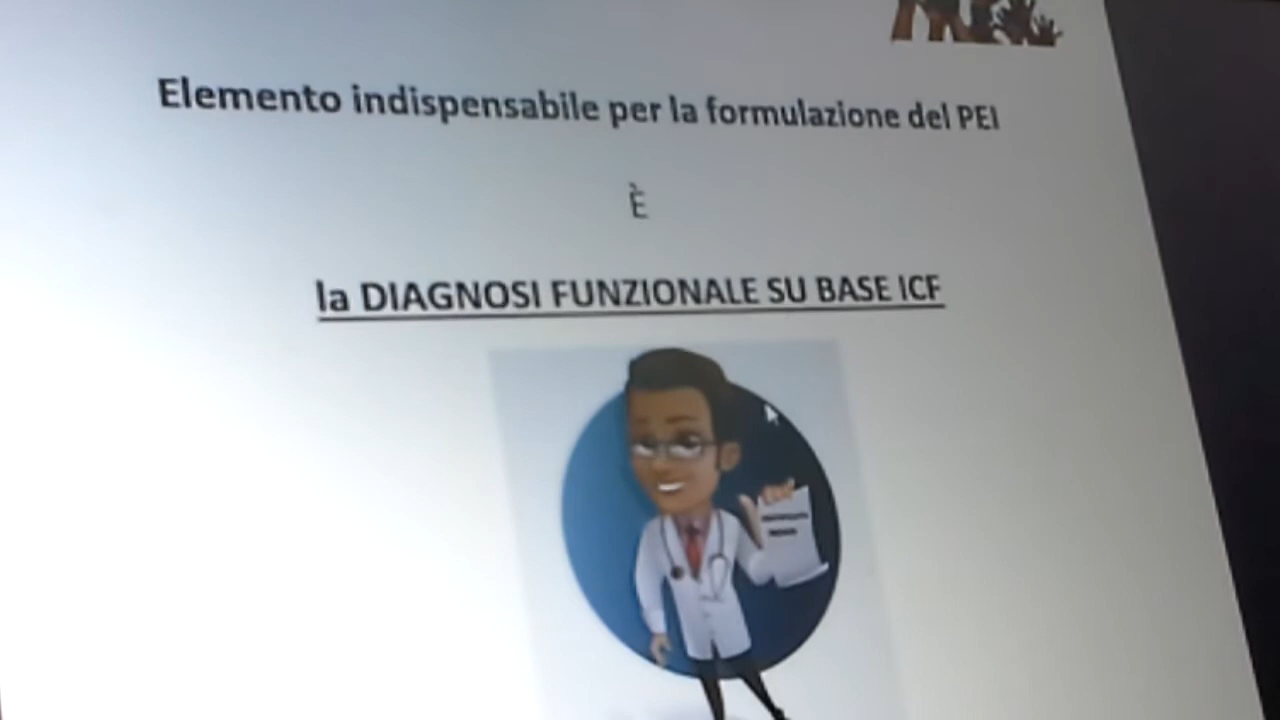 Elemento indispensabile per la formulazione del PEI
È
la DIAGNOSI FUNZIONALE SU BASE ICF